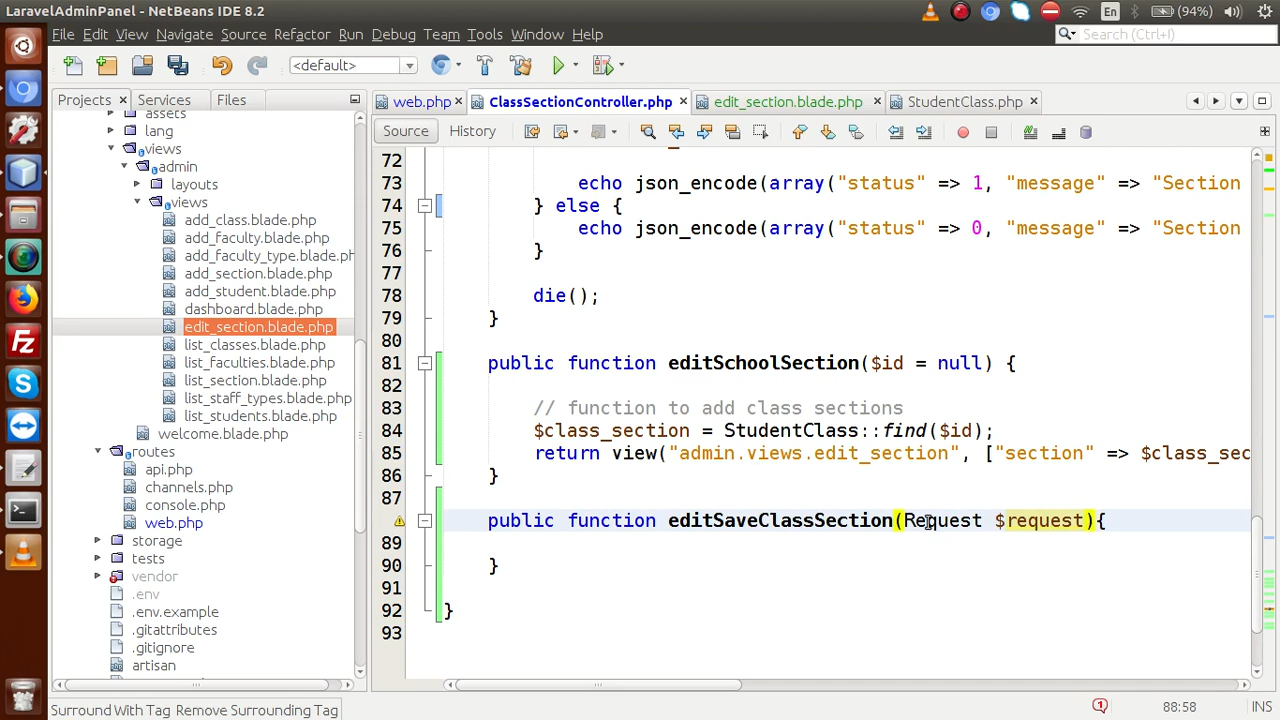 LaravelAdminPanel - NetBeans IDE 8.2
En
(94%)
File Edit View Navigate Source Refactor Run Debug Team Tools Window Help
Search (Ctrl+I)
<default>
Projects Services Files
web.php ClassSectionController.php edit_section.blade.php StudentClass.php
Source History
assets
lang
views
admin
layouts
views
add_class.blade.php
add_faculty.blade.php
add_faculty_type.blade.ph
add_section.blade.php
add_student.blade.php
dashboard.blade.php
edit_section.blade.php
list_classes.blade.php
list_faculties.blade.php
list_section.blade.php
list_staff_types.blade.php
list_students.blade.php
welcome.blade.php
routes
api.php
channels.php
console.php
web.php
storage
tests
vendor
.env
.env.example
.gitattributes
.gitignore
artisan
72
73 echo json_encode(array("status" => 1, "message" => "Section
74 } else {
75 echo json_encode(array("status" => 0, "message" => "Section
76 }
77
78 die();
79 }
80
81 public function editSchoolSection($id = null) {
82
83 // function to add class sections
84 $class_section = StudentClass::find($id);
85 return view("admin.views.edit_section", ["section" => $class_sec
86 }
87
public function editSaveClassSection(Request $request){
89
90 }
91
92 }
93
Surround With Tag Remove Surrounding Tag
1
88:58
INS